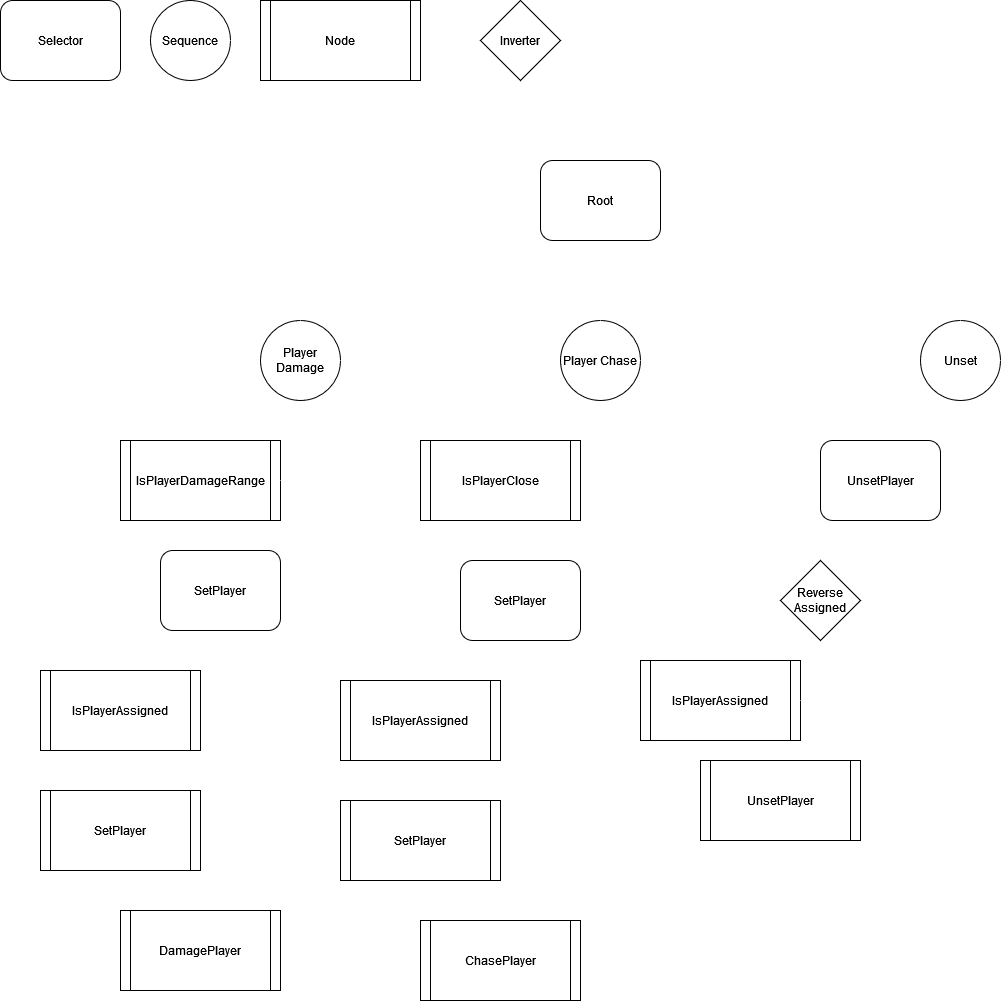 Selector
Sequence
Node
Inverter
Root
Player
Damage
Player Chase
Unset
IsPlayerDamageRange
IsPlayerClose
UnsetPlayer
SetPlayer
SetPlayer
Reverse
Assigned
IsPlayerAssigned
IsPlayerAssigned
IsPlayerAssigned
SetPlayer
SetPlayer
UnsetPlayer
DamagePlayer
ChasePlayer